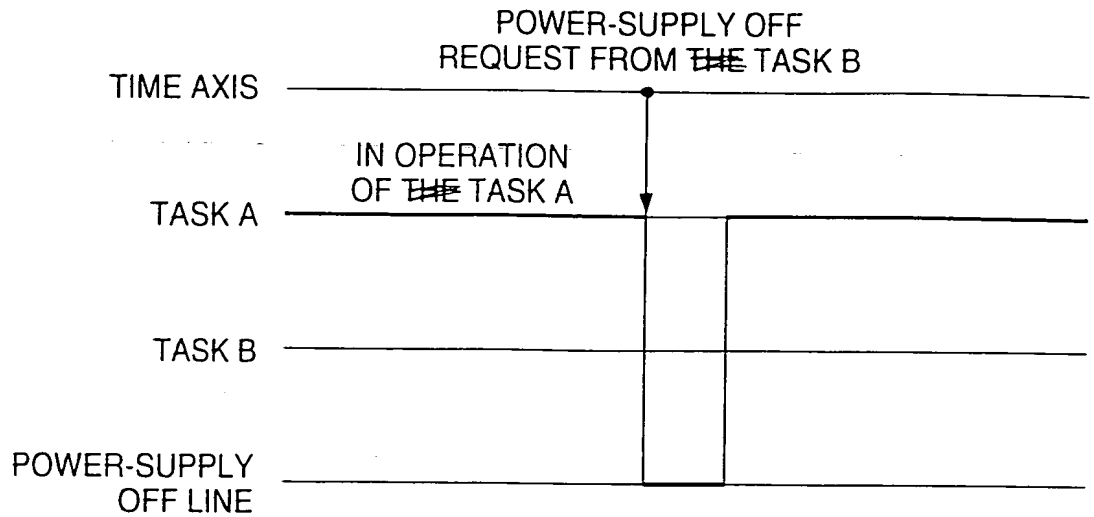 POWER-SUPPLY OFF
REQUEST FROM THE TASK B
TIME AXIS
IN OPERATION
OF THE TASK A
TASK A
TASK B
POWER-SUPPLY
OFF LINE